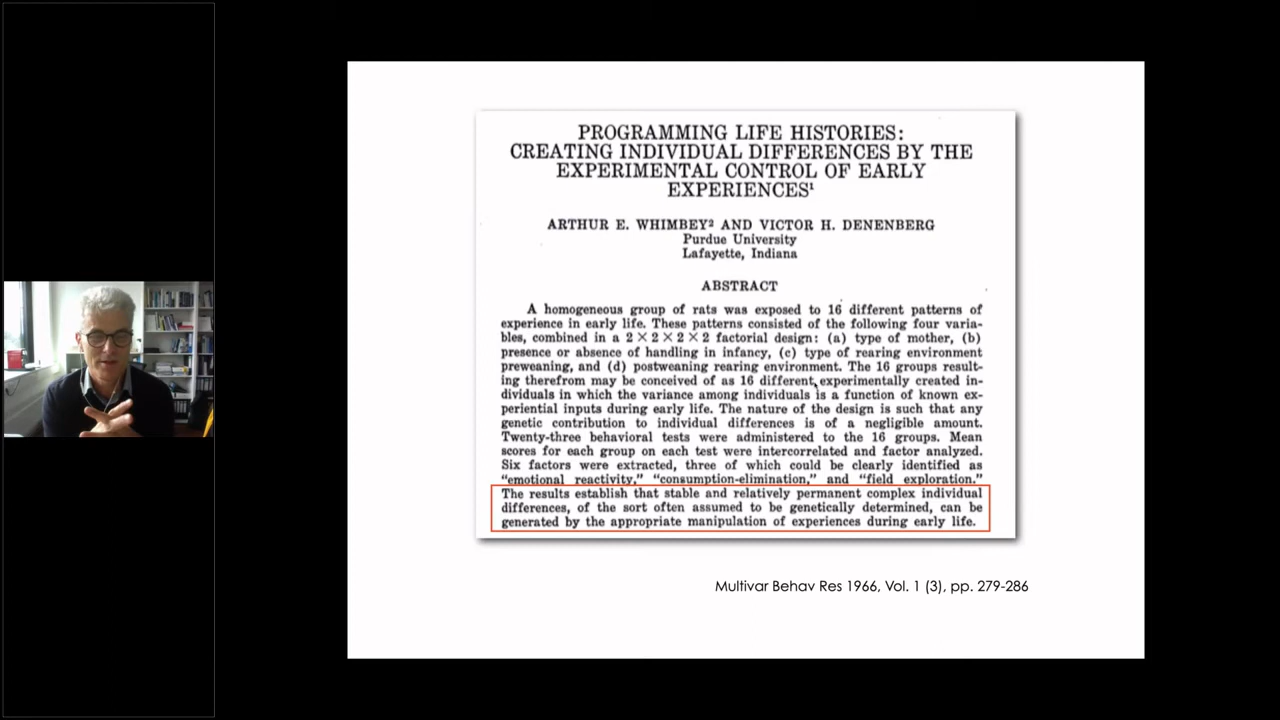 PROGRAMMING LIFE HISTORIES:
CREATING INDIVIDUAL DIFFERENCES BY THE
EXPERIMENTAL CONTROL OF EARLY
EXPERIENCES¹
ARTHUR E. WHIMBEY² AND VICTOR H. DENENBERG
Purdue University
Lafayette, Indiana
ABSTRACT
A homogeneous group of rats was exposed to 16 different patterns of
experience in early life. These patterns consisted of the following four varia-
bles, combined in a 2 × 2 × 2 × 2 factorial design: (a) type of mother, (b)
presence or absence of handling in infancy, (c) type of rearing environment
preweaning, and (d) postweaning rearing environment. The 16 groups result-
ing therefrom may be conceived of as 16 different, experimentally created in-
dividuals in which the variance among individuals is a function of known ex-
periential inputs during early life. The nature of the design is such that any
genetic contribution to individual differences is of a negligible amount.
Twenty-three behavioral tests were administered to the 16 groups. Mean
scores for each group on each test were intercorrelated and factor analyzed.
Six factors were extracted, three of which could be clearly identified as
“emotional reactivity,” “consumption-elimination,” and “field exploration.”
The results establish that stable and relatively permanent complex individual
differences, of the sort often assumed to be genetically determined, can be
generated by the appropriate manipulation of experiences during early life.
Multivar Behav Res 1966, Vol. 1 (3), pp. 279-286